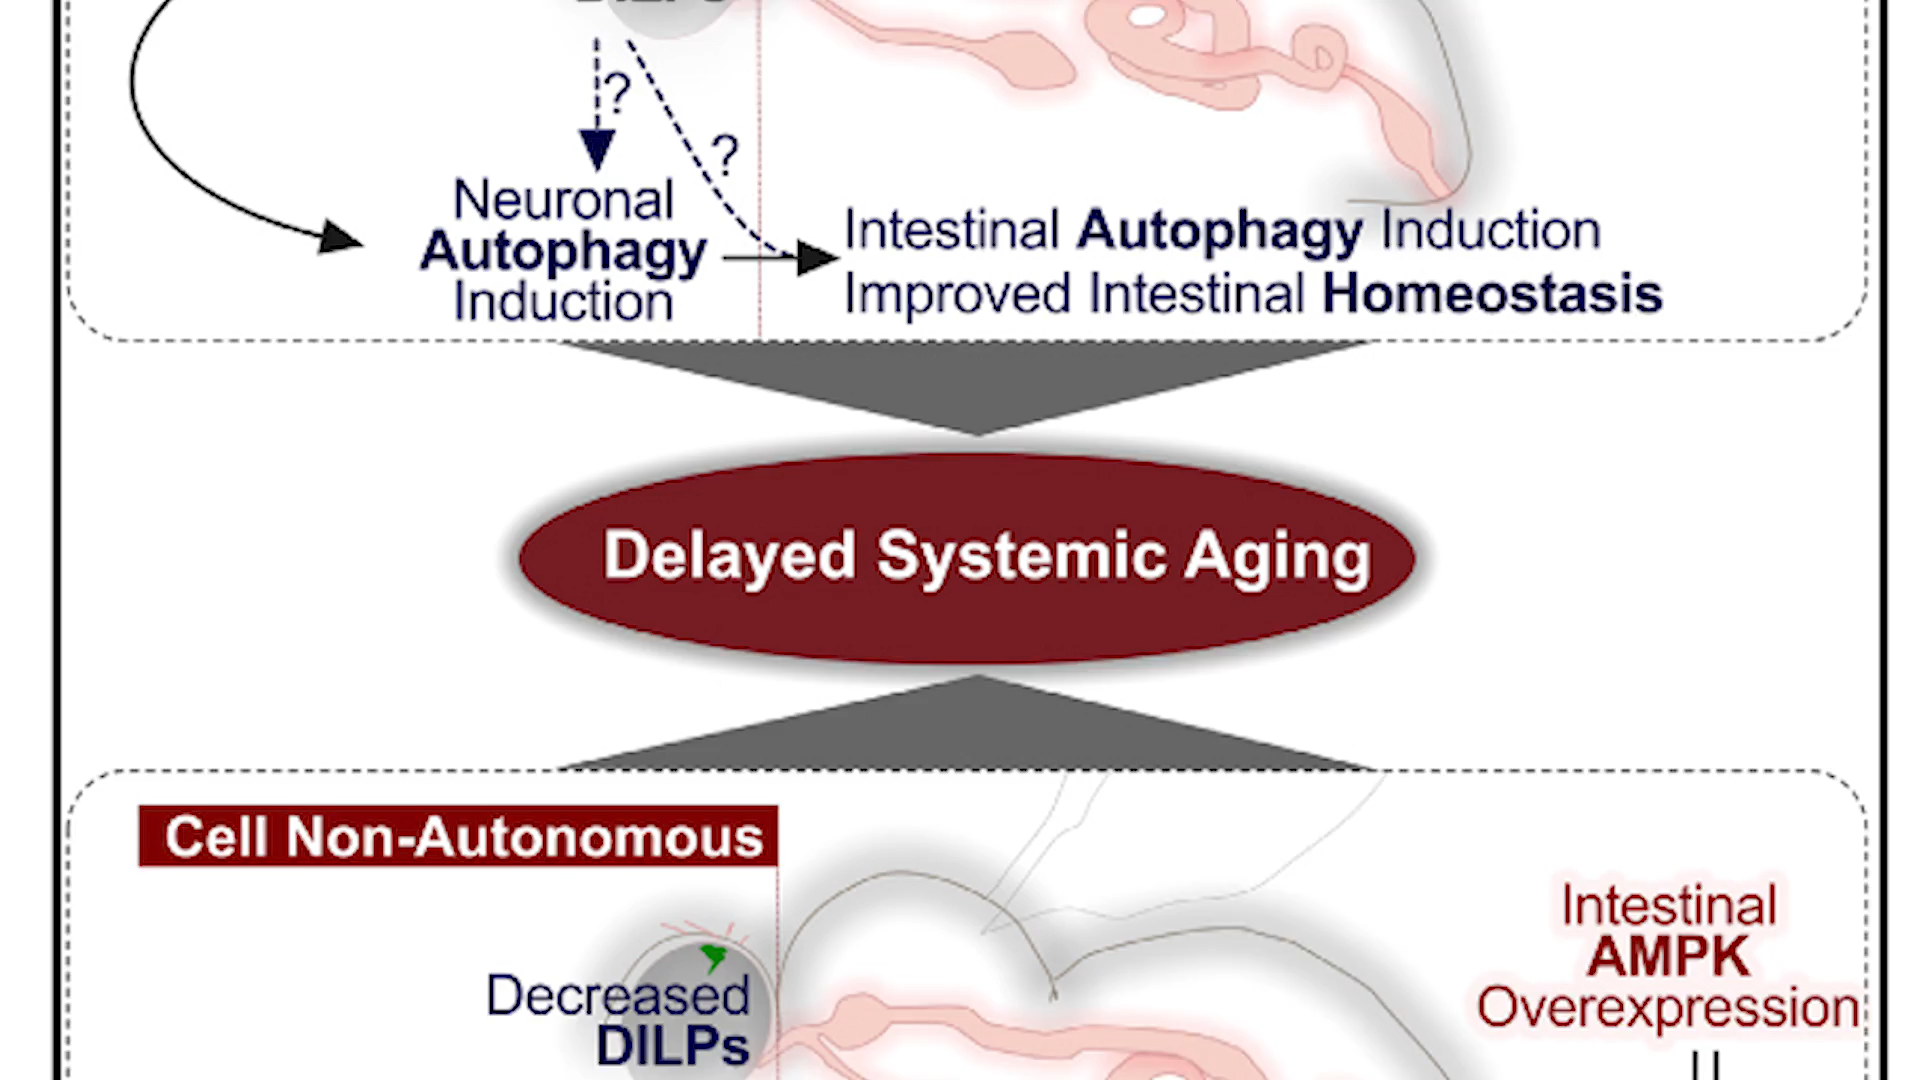 ?
?
Neuronal
Autophagy
Induction
Intestinal Autophagy Induction
Improved Intestinal Homeostasis
Delayed Systemic Aging
Cell Non-Autonomous
Intestinal
AMPK
Overexpression
Decreased
DILPs